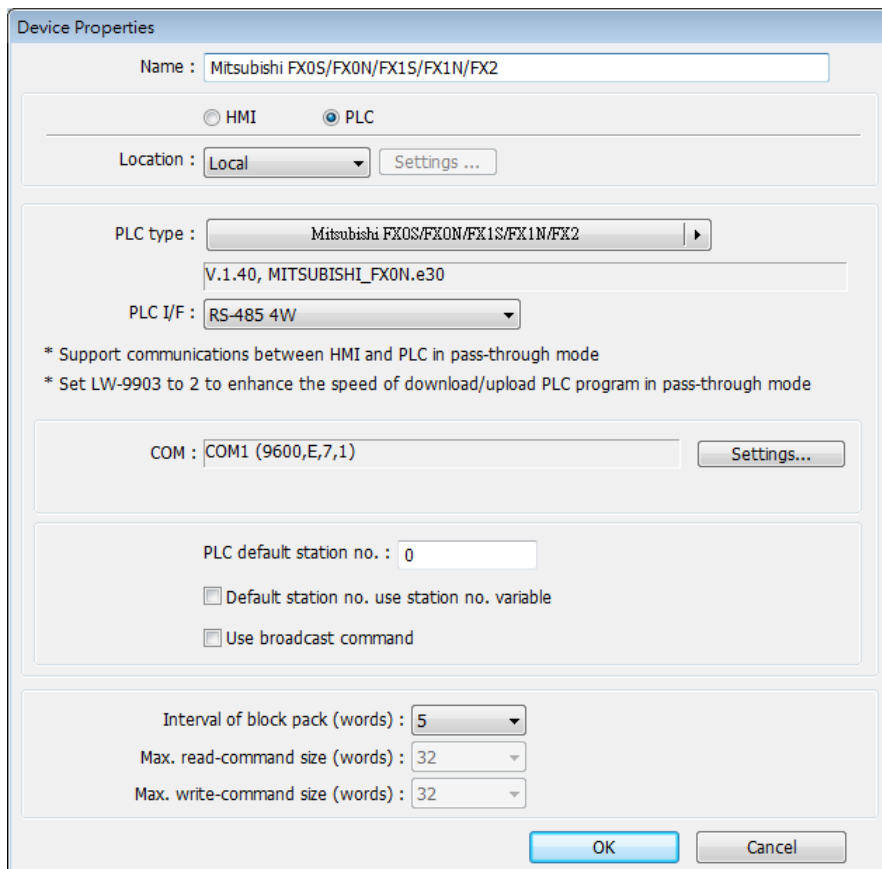 Device Properties
Name : Mitsubishi FX0S/FX0N/FX1S/FX1N/FX2
HMI PLC
Location : Local Settings ...
PLC type : Mitsubishi FX0S/FX0N/FX1S/FX1N/FX2
V.1.40, MITSUBISHI_FX0N.e30
PLC I/F : RS-485 4W
* Support communications between HMI and PLC in pass-through mode
* Set LW-9903 to 2 to enhance the speed of download/upload PLC program in pass-through mode
COM : COM1 (9600,E,7,1) Settings...
PLC default station no. : 0
Default station no. use station no. variable
Use broadcast command
Interval of block pack (words) : 5
Max. read-command size (words) : 32
Max. write-command size (words) : 32
OK Cancel